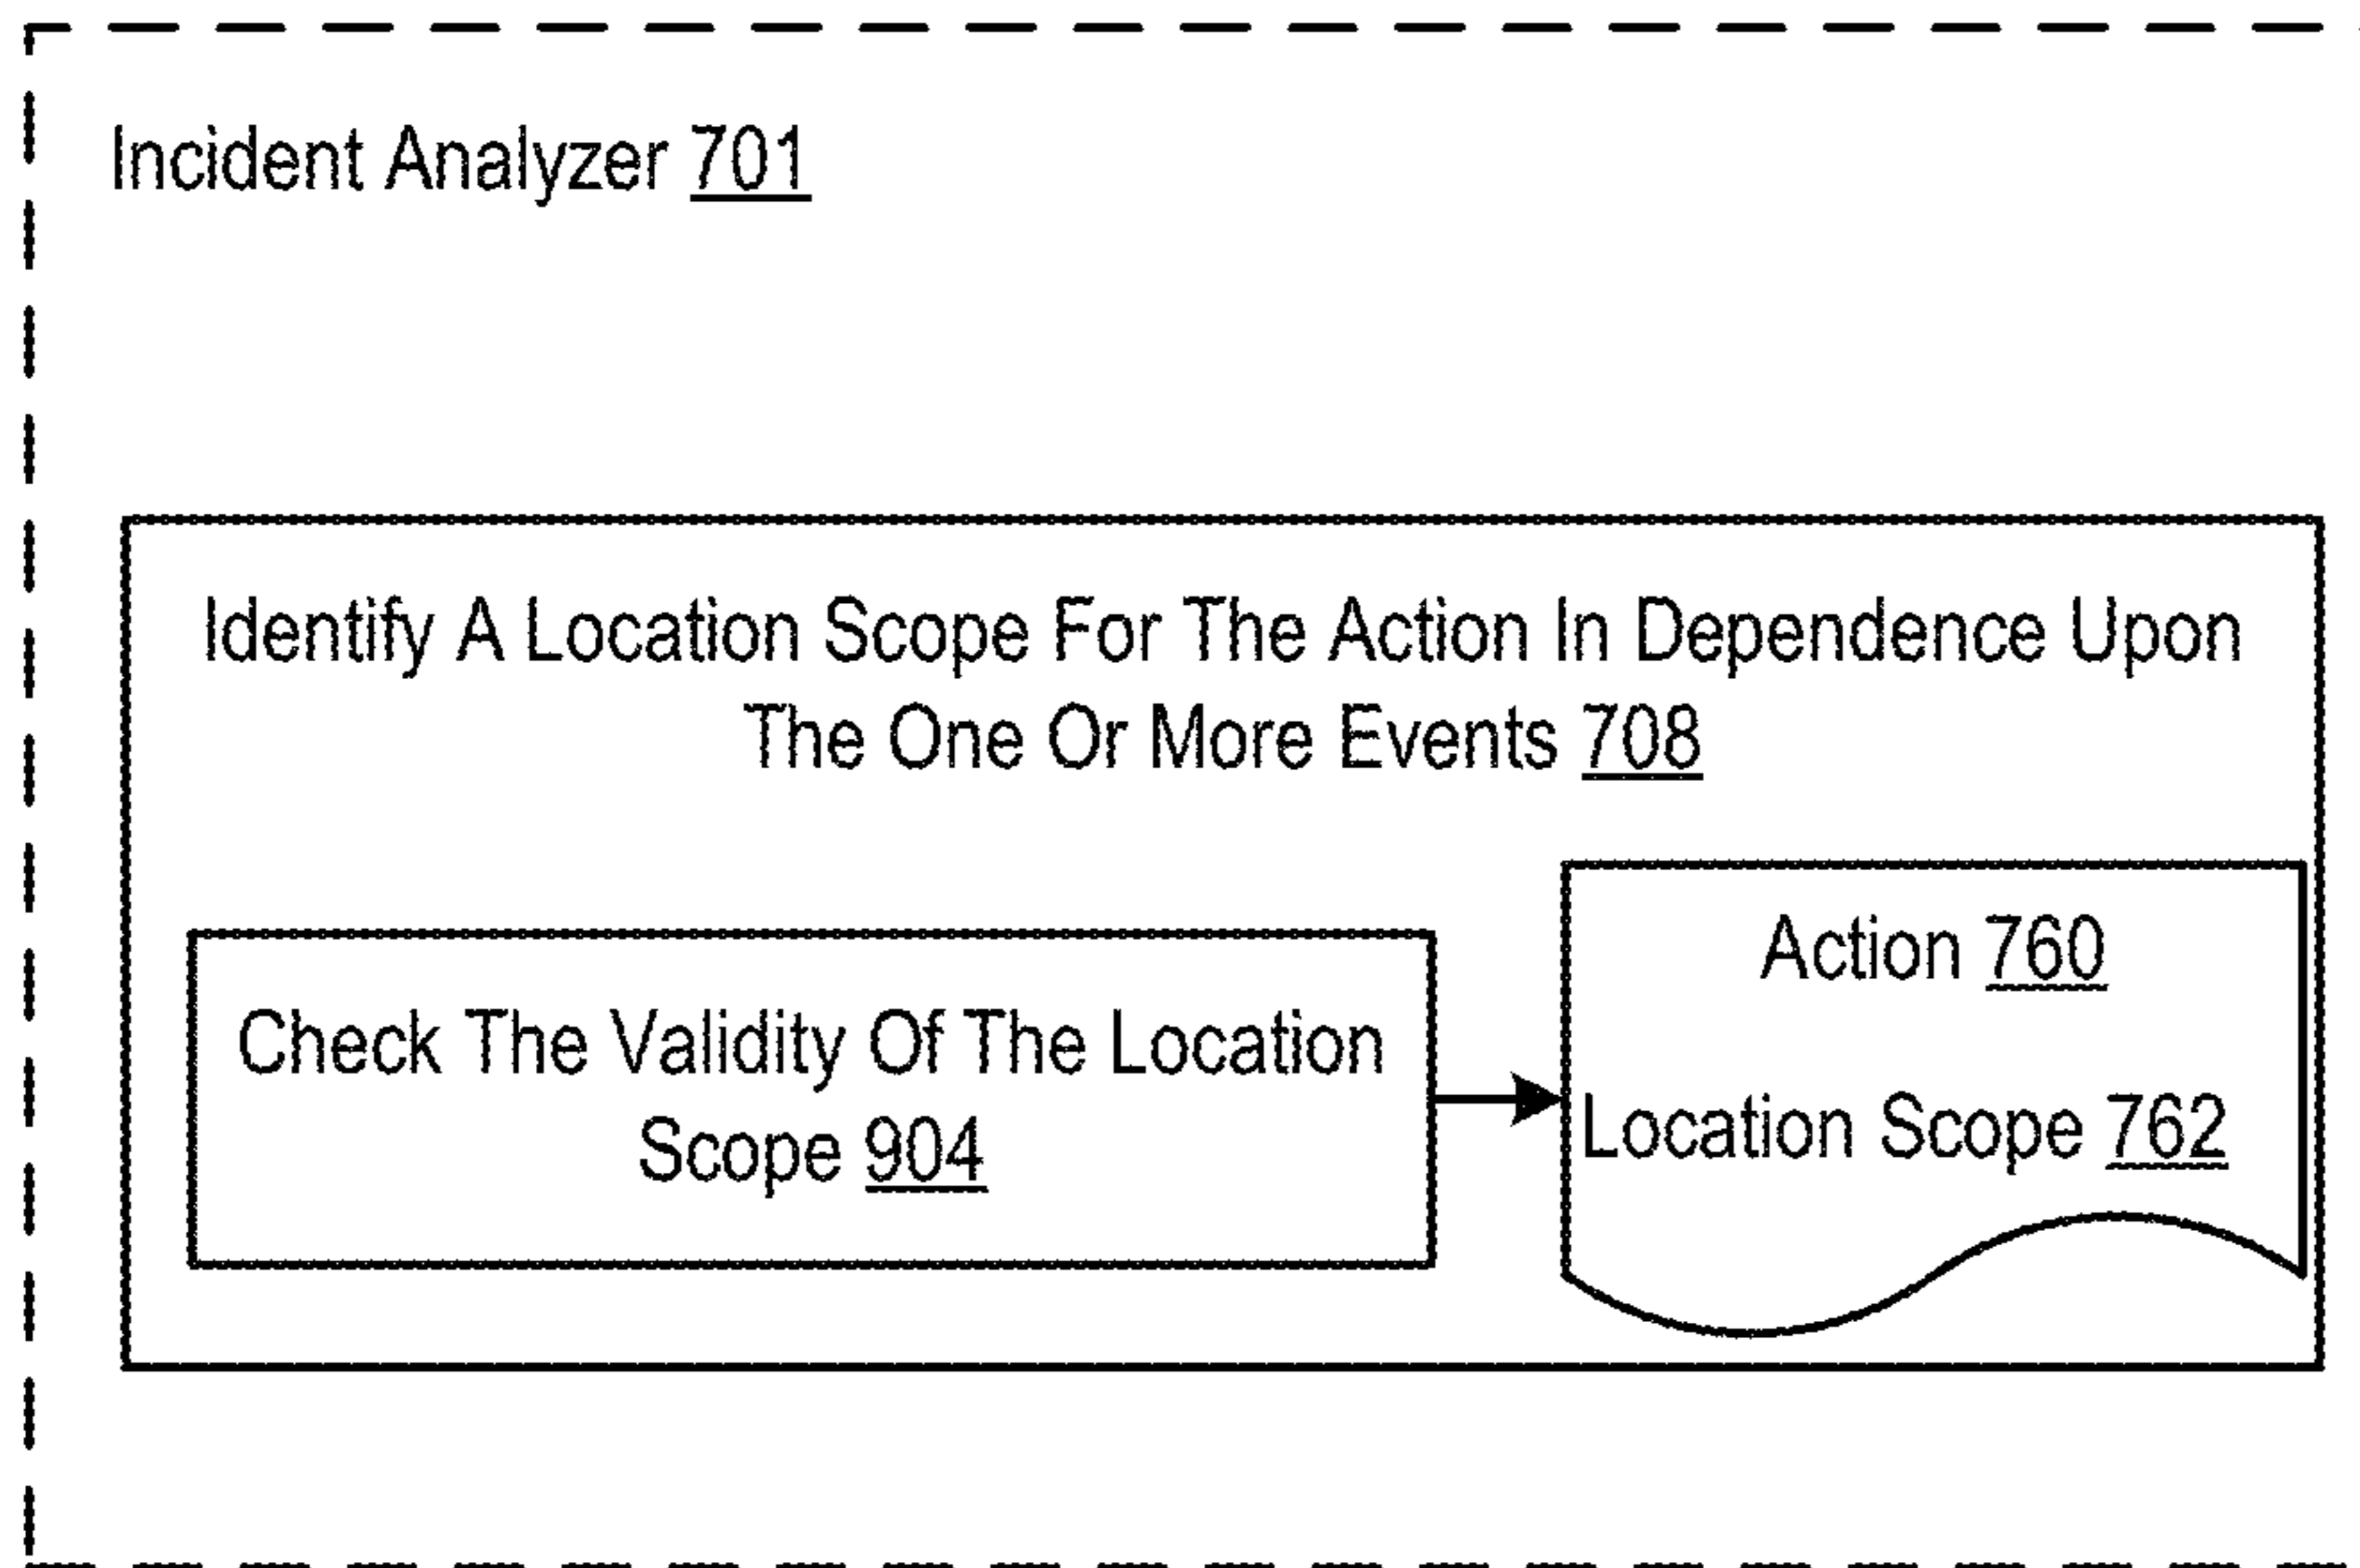 Incident Analyzer 701
Identify A Location Scope For The Action In Dependence Upon
The One Or More Events 708
Action 760
Check The Validity Of The Location
Scope 904
Location Scope 762